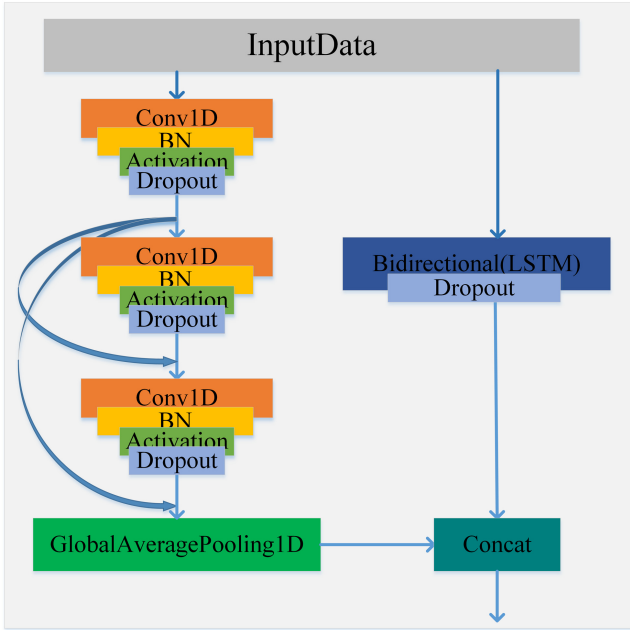 InputData
Conv1D
BN
Activation
Dropout
Conv1D
BN
Activation
Dropout
Bidirectional(LSTM)
Dropout
Conv1D
BN
Activation
Dropout
GlobalAveragePooling1D
Concat